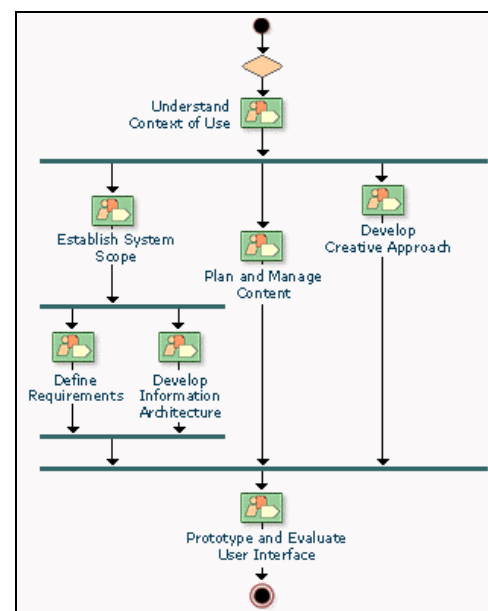 Understand
Context of Use
Establish System
Scope
Plan and Manage
Content
Develop
Creative Approach
Define
Requirements
Develop
Information
Architecture
Prototype and Evaluate
User Interface